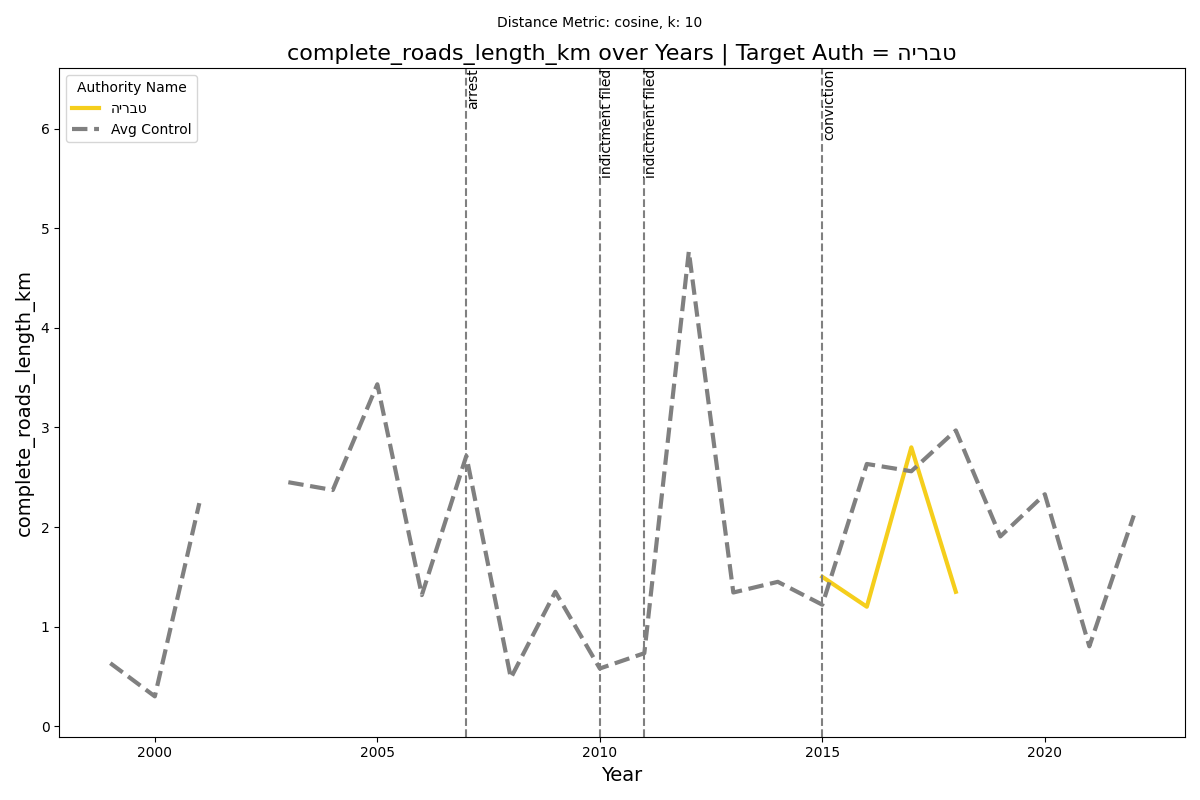 Distance Metric: cosine, k: 10
complete_roads_length_km over Years | Target Auth = טבריה
Authority Name
טבריה
Avg Control
arrest
indictment filed
indictment filed
conviction
6
5
4
3
2
1
0
complete_roads_length_km
2000
2005
2010
2015
2020
Year